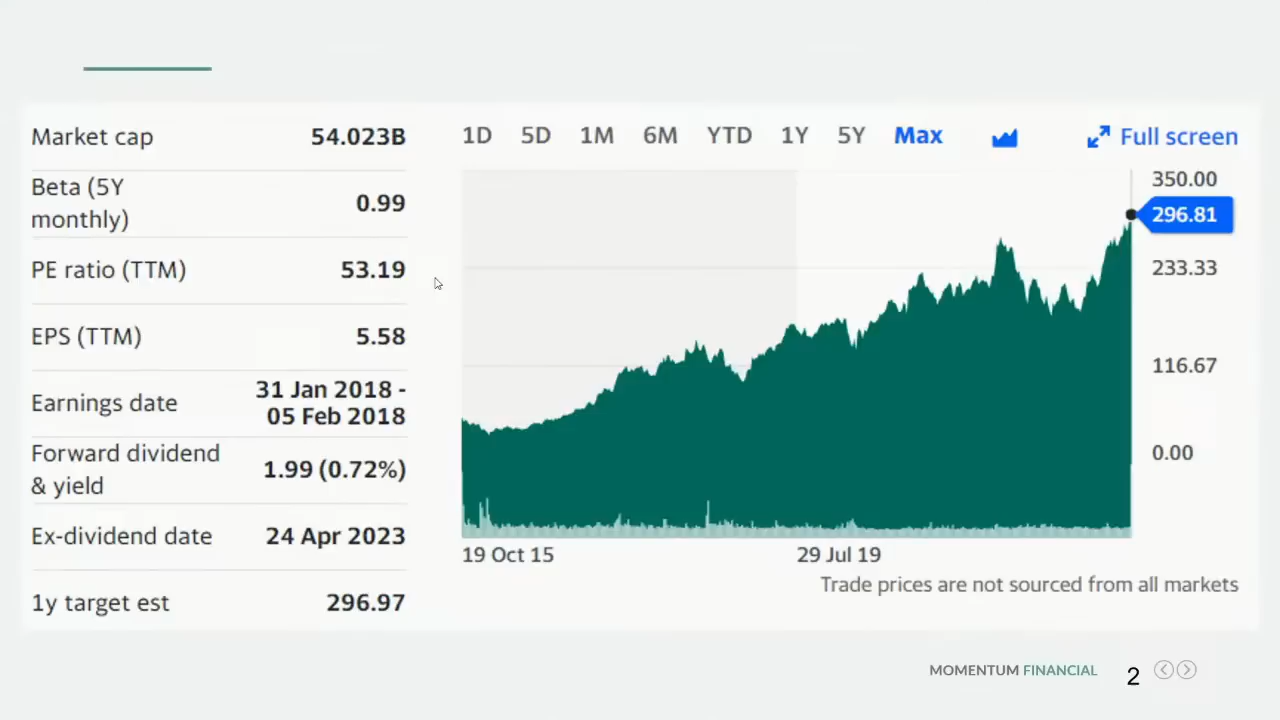 Market cap 54.023B
Beta (5Y
monthly) 0.99
PE ratio (TTM) 53.19
EPS (TTM) 5.58
Earnings date 31 Jan 2018 -
05 Feb 2018
Forward dividend
& yield 1.99 (0.72%)
Ex-dividend date 24 Apr 2023
1y target est 296.97
1D 5D 1M 6M YTD 1Y 5Y Max Full screen
350.00
296.81
233.33
116.67
0.00
19 Oct 15 29 Jul 19
Trade prices are not sourced from all markets
MOMENTUM FINANCIAL 2